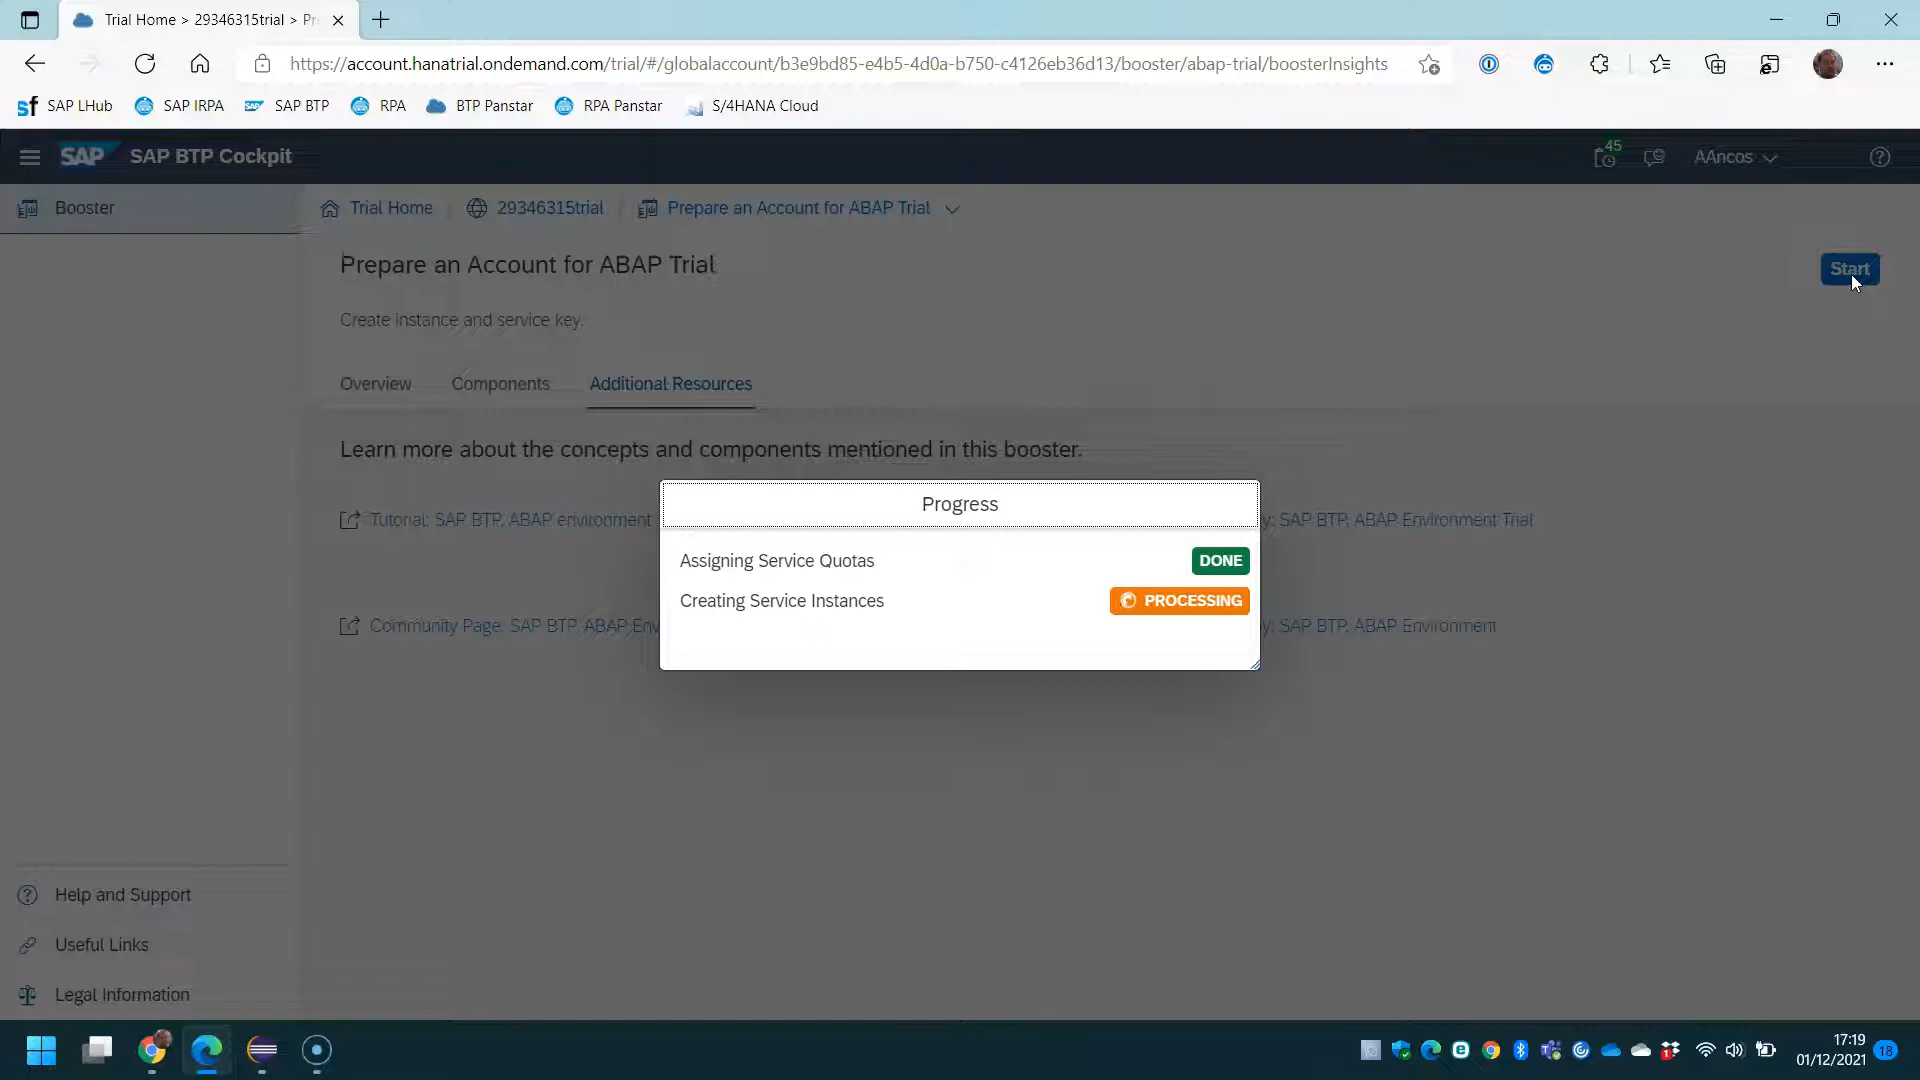 Trial Home > 29346315trial > Pr
https://account.hanatrial.ondemand.com/trial/#/globalaccount/b3e9bd85-e4b5-4d0a-b750-c4126eb36d13/booster/abap-trial/boosterInsights
SAP LHub SAP IRPA SAP BTP RPA BTP Panstar RPA Panstar S/4HANA Cloud
SAP SAP BTP Cockpit 45 AAncos
Booster Trial Home 29346315trial Prepare an Account for ABAP Trial
Prepare an Account for ABAP Trial
Start
Create instance and service key.
Overview Components Additional Resources
Learn more about the concepts and components mentioned in this booster.
Progress
Tutorial: SAP BTP, ABAP environment y: SAP BTP, ABAP Environment Trial
Assigning Service Quotas DONE
Creating Service Instances PROCESSING
Community Page: SAP BTP, ABAP Env y: SAP BTP, ABAP Environment
Help and Support
Useful Links
Legal Information
17:19
01/12/2021 18